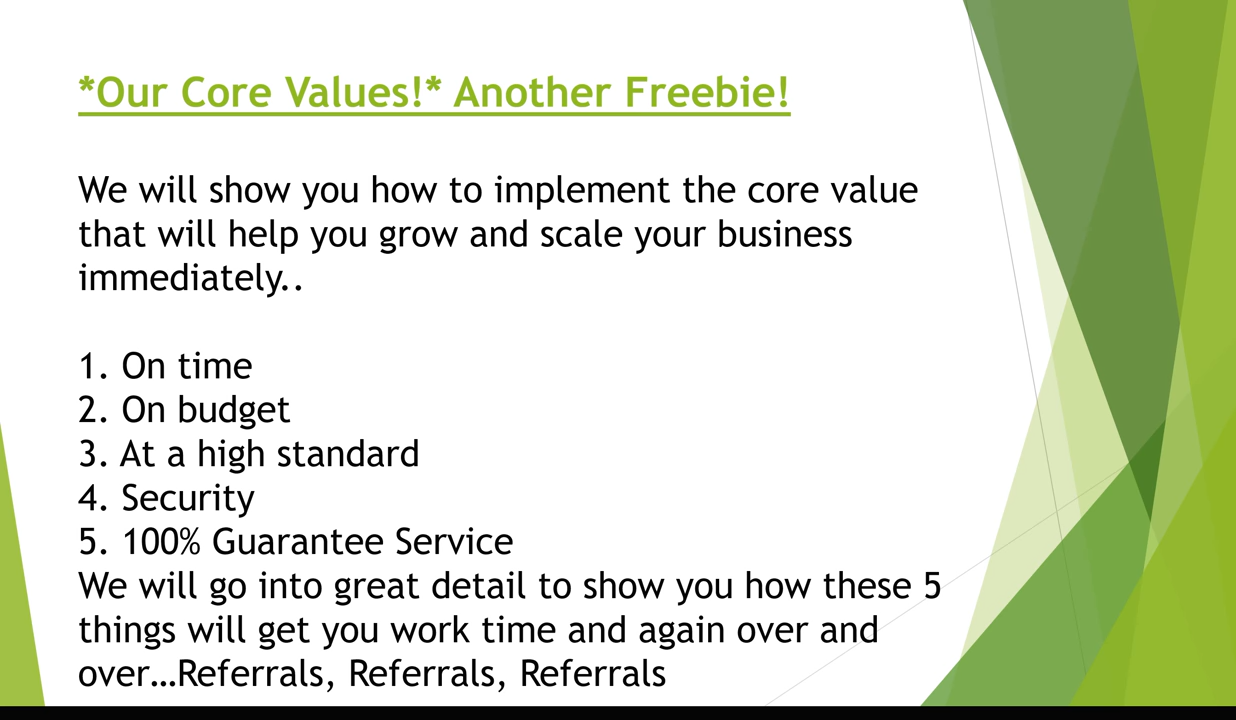 *Our Core Values!* Another Freebie!
We will show you how to implement the core value
that will help you grow and scale your business
immediately..
1. On time
2. On budget
3. At a high standard
4. Security
5. 100% Guarantee Service
We will go into great detail to show you how these 5
things will get you work time and again over and
over…Referrals, Referrals, Referrals